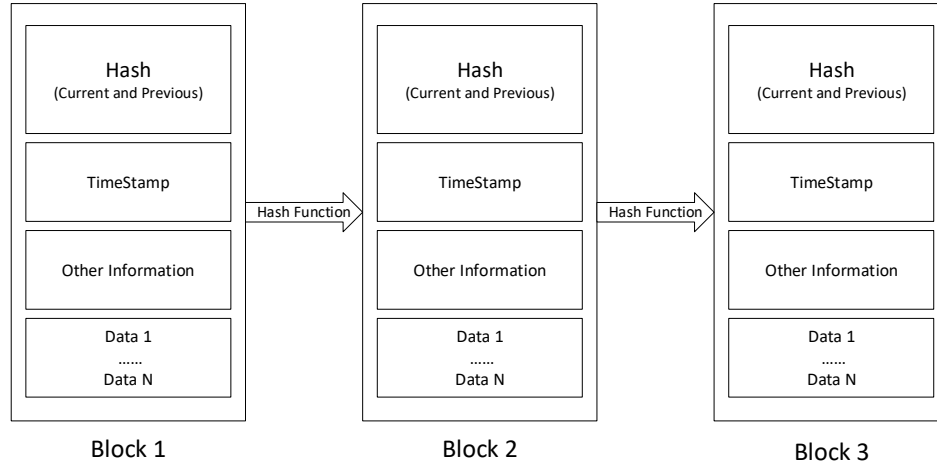 Hash
(Current and Previous)
TimeStamp
Other Information
Data 1
......
Data N
Block 1
Hash Function
Hash
(Current and Previous)
TimeStamp
Other Information
Data 1
......
Data N
Block 2
Hash Function
Hash
(Current and Previous)
TimeStamp
Other Information
Data 1
......
Data N
Block 3